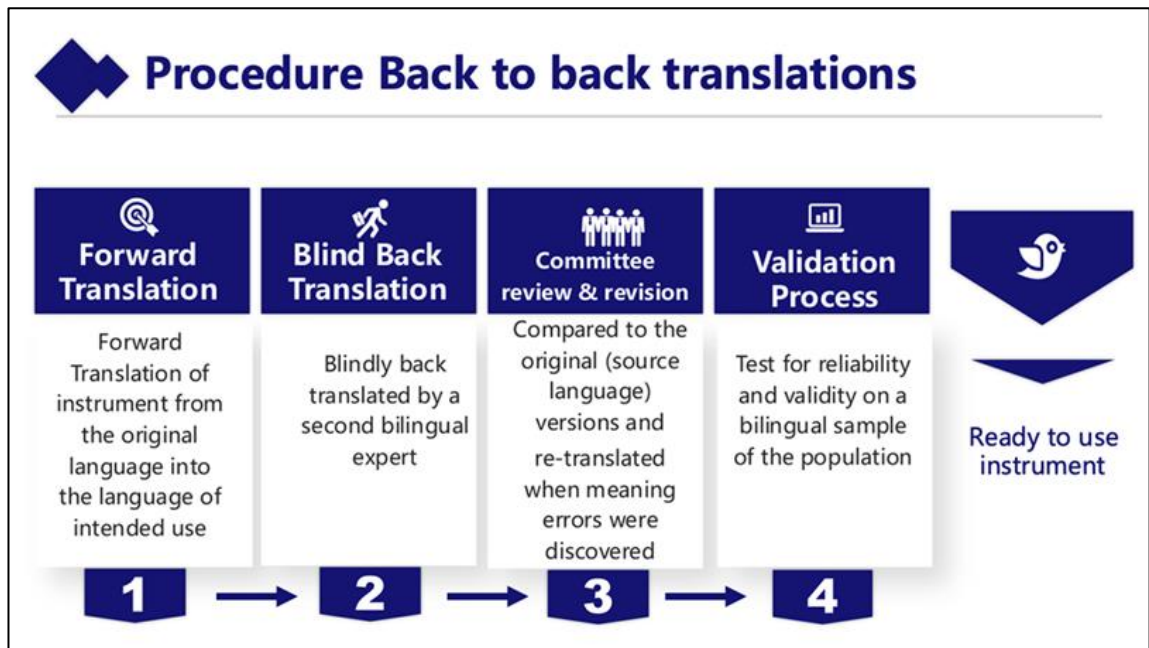 Procedure Back to back translations
Forward
Translation
Forward
Translation of
instrument from
the original
language into
the language of
intended use
1
Blind Back
Translation
Blindly back
translated by a
second bilingual
expert
2
Committee
review & revision
Compared to the
original (source
language)
versions and
re-translated
when meaning
errors were
discovered
3
Validation
Process
Test for reliability
and validity on a
bilingual sample
of the population
4
Ready to use
instrument